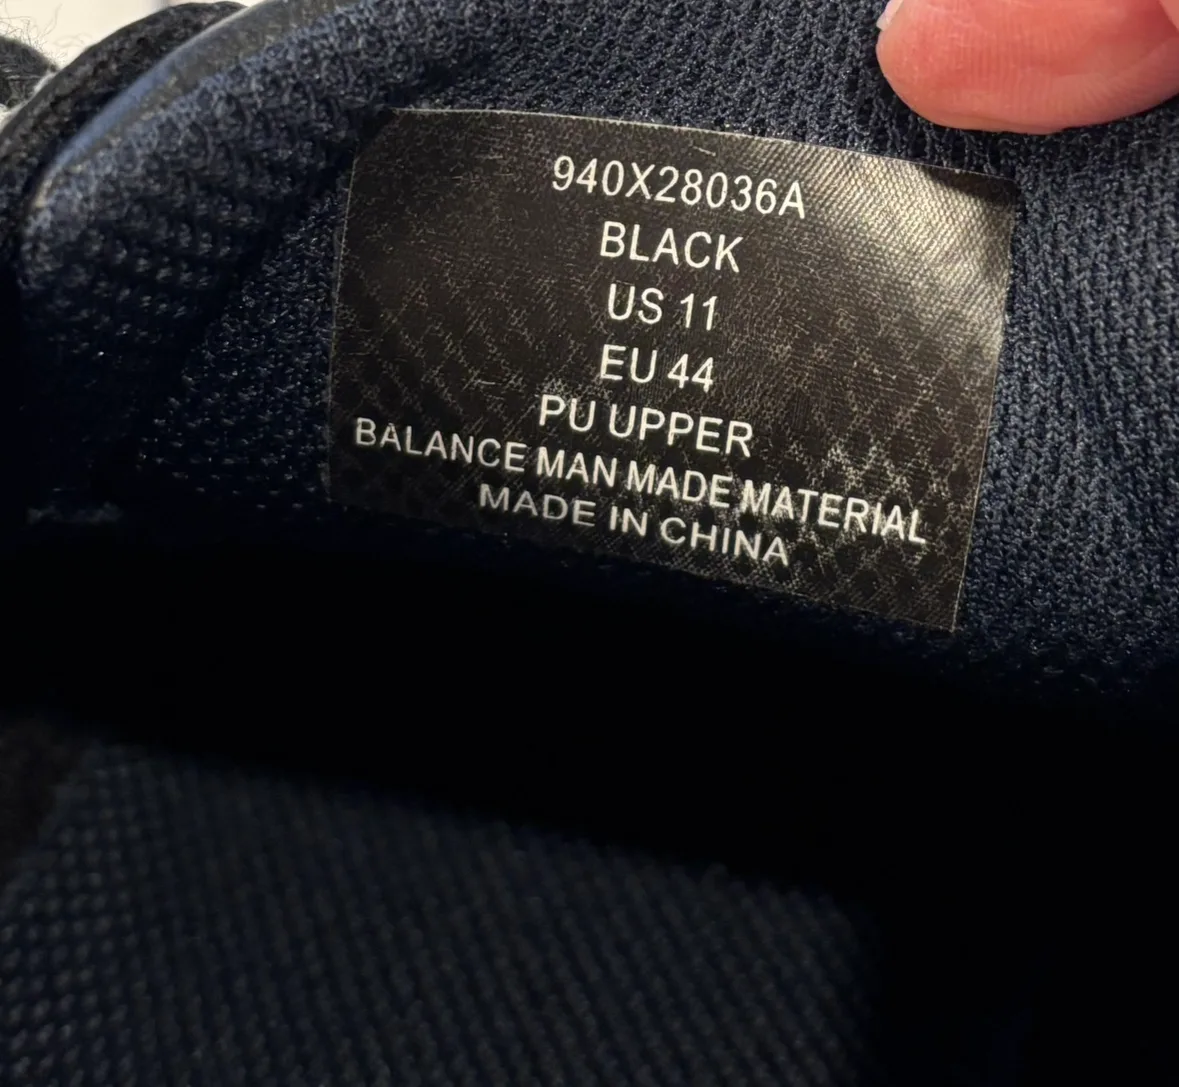 940X28036A
BLACK
US 11
EU 44
PU UPPER
BALANCE MAN MADE MATERIAL
MADE IN CHINA